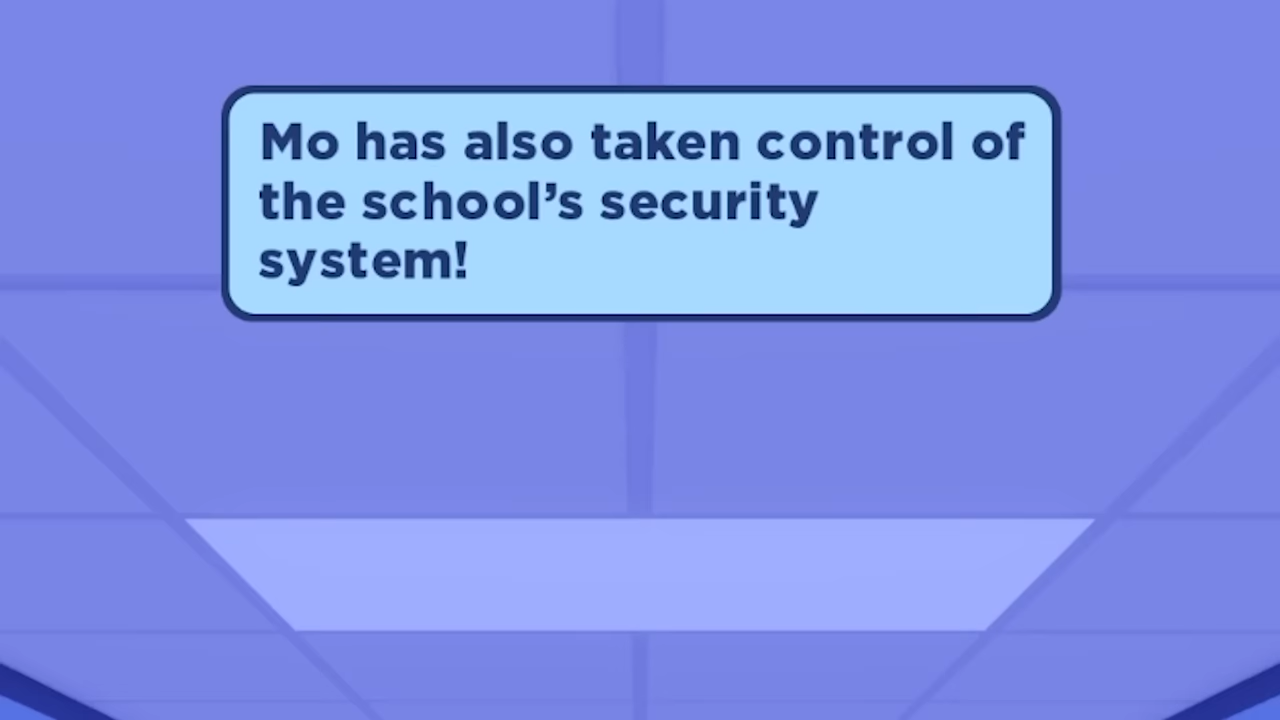 Mo has also taken control of
the school’s security
system!